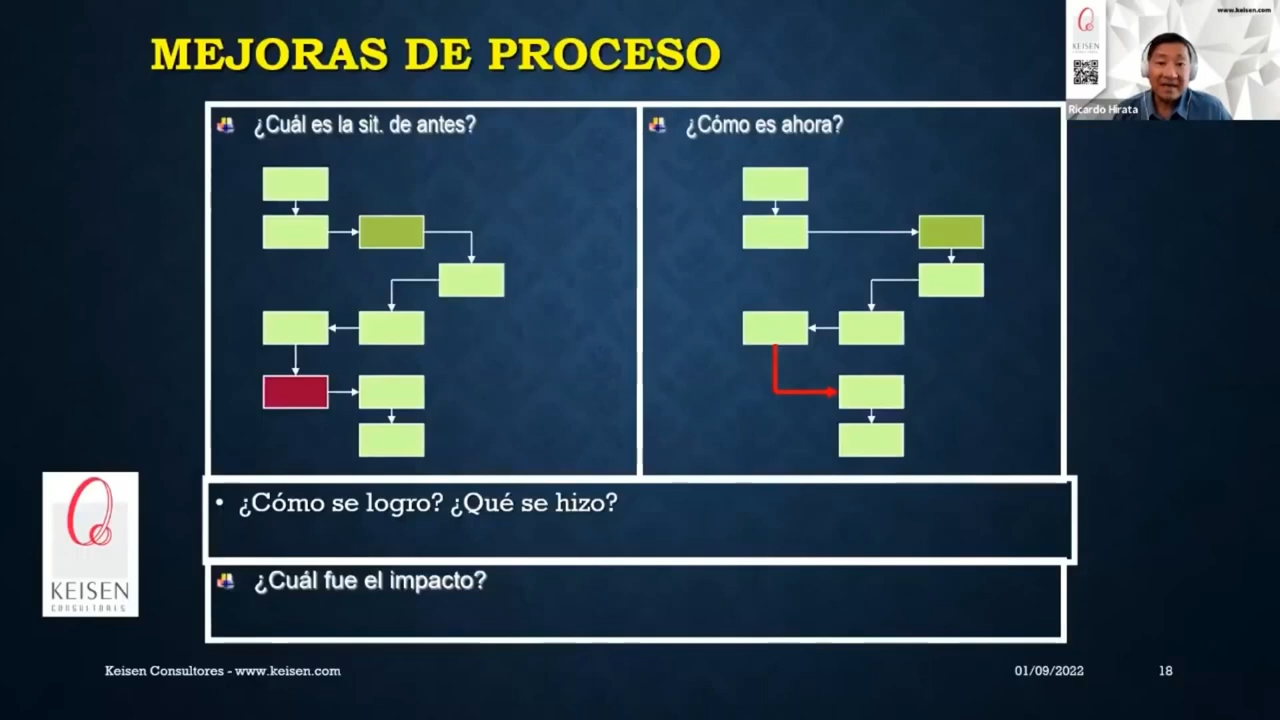 MEJORAS DE PROCESO
www.keisen.com
KEISEN
Ricardo Hirata
¿Cuál es la sit. de antes?
¿Cómo es ahora?
• ¿Cómo se logro? ¿Qué se hizo?
¿Cuál fue el impacto?
KEISEN
CONSULTORES
Keisen Consultores - www.keisen.com
01/09/2022
18